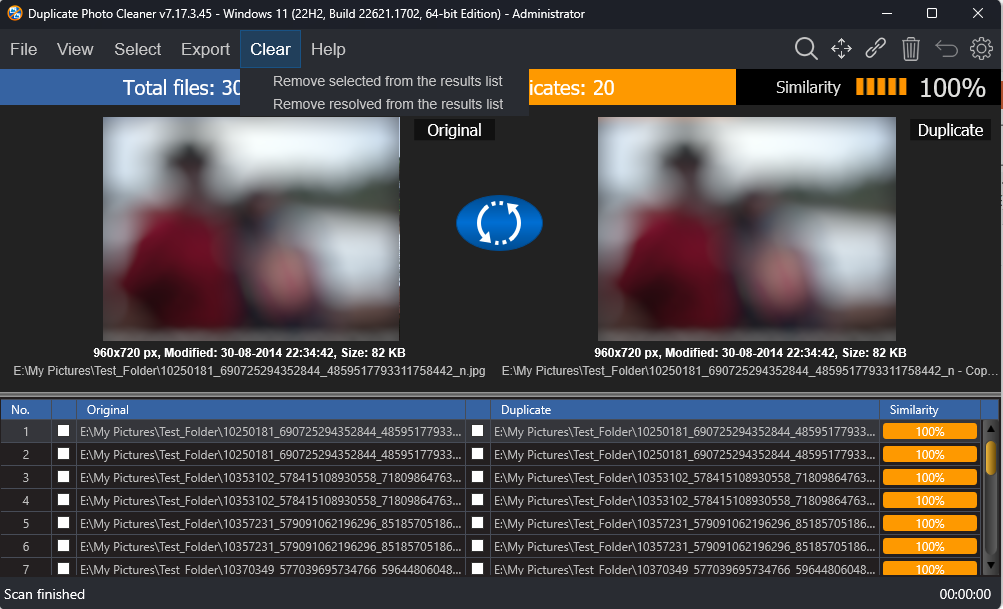 Duplicate Photo Cleaner v7.17.3.45 - Windows 11 (22H2, Build 22621.1702, 64-bit Edition) - Administrator
File View Select Export Clear Help
Total files: 30
icates: 20
Similarity 100%
Remove selected from the results list
Remove resolved from the results list
Original
Duplicate
960x720 px, Modified: 30-08-2014 22:34:42, Size: 82 KB
960x720 px, Modified: 30-08-2014 22:34:42, Size: 82 KB
E:\My Pictures\Test_Folder\10250181_690725294352844_4859517793311758442_n.jpg
E:\My Pictures\Test_Folder\10250181_690725294352844_4859517793311758442_n - Cop...
No. Original Duplicate Similarity
1 E:\My Pictures\Test_Folder\10250181_690725294352844_48595177933... E:\My Pictures\Test_Folder\10250181_690725294352844_48595177933... 100%
2 E:\My Pictures\Test_Folder\10250181_690725294352844_48595177933... E:\My Pictures\Test_Folder\10250181_690725294352844_48595177933... 100%
3 E:\My Pictures\Test_Folder\10353102_578415108930558_71809864763... E:\My Pictures\Test_Folder\10353102_578415108930558_71809864763... 100%
4 E:\My Pictures\Test_Folder\10353102_578415108930558_71809864763... E:\My Pictures\Test_Folder\10353102_578415108930558_71809864763... 100%
5 E:\My Pictures\Test_Folder\10357231_579091062196296_85185705186... E:\My Pictures\Test_Folder\10357231_579091062196296_85185705186... 100%
6 E:\My Pictures\Test_Folder\10357231_579091062196296_85185705186... E:\My Pictures\Test_Folder\10357231_579091062196296_85185705186... 100%
7 E:\My Pictures\Test_Folder\10370349_577039695734766_59644806048... E:\My Pictures\Test_Folder\10370349_577039695734766_59644806048... 100%
Scan finished
00:00:00